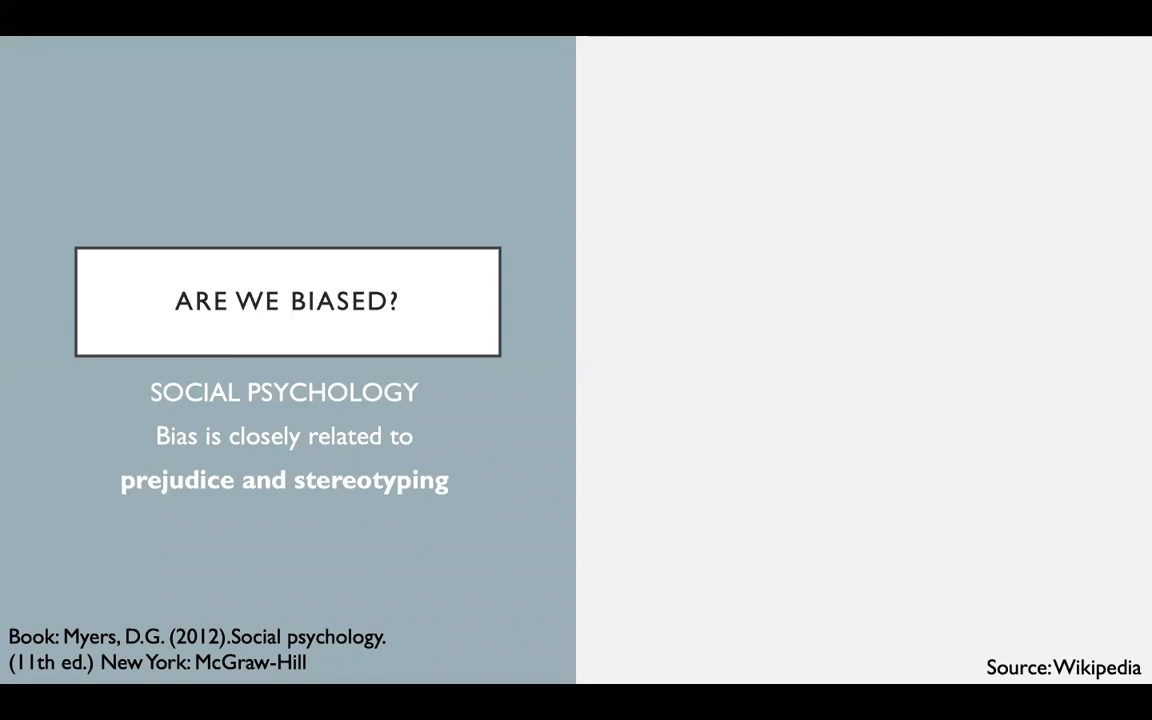 ARE WE BIASED?
SOCIAL PSYCHOLOGY
Bias is closely related to
prejudice and stereotyping
Book: Myers, D.G. (2012).Social psychology.
(11th ed.) New York: McGraw-Hill
Source:Wikipedia